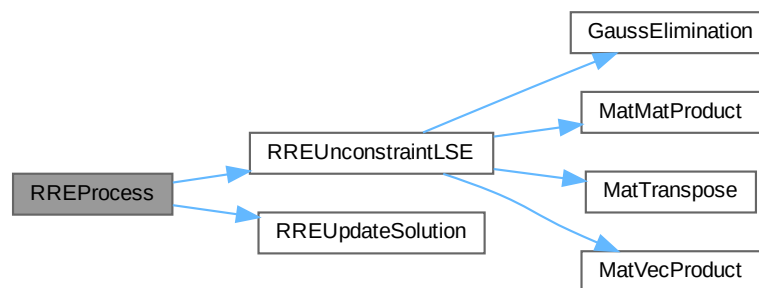 GaussElimination
MatMatProduct
RREUnconstraintLSE
MatTranspose
RREProcess
RREUpdateSolution
MatVecProduct